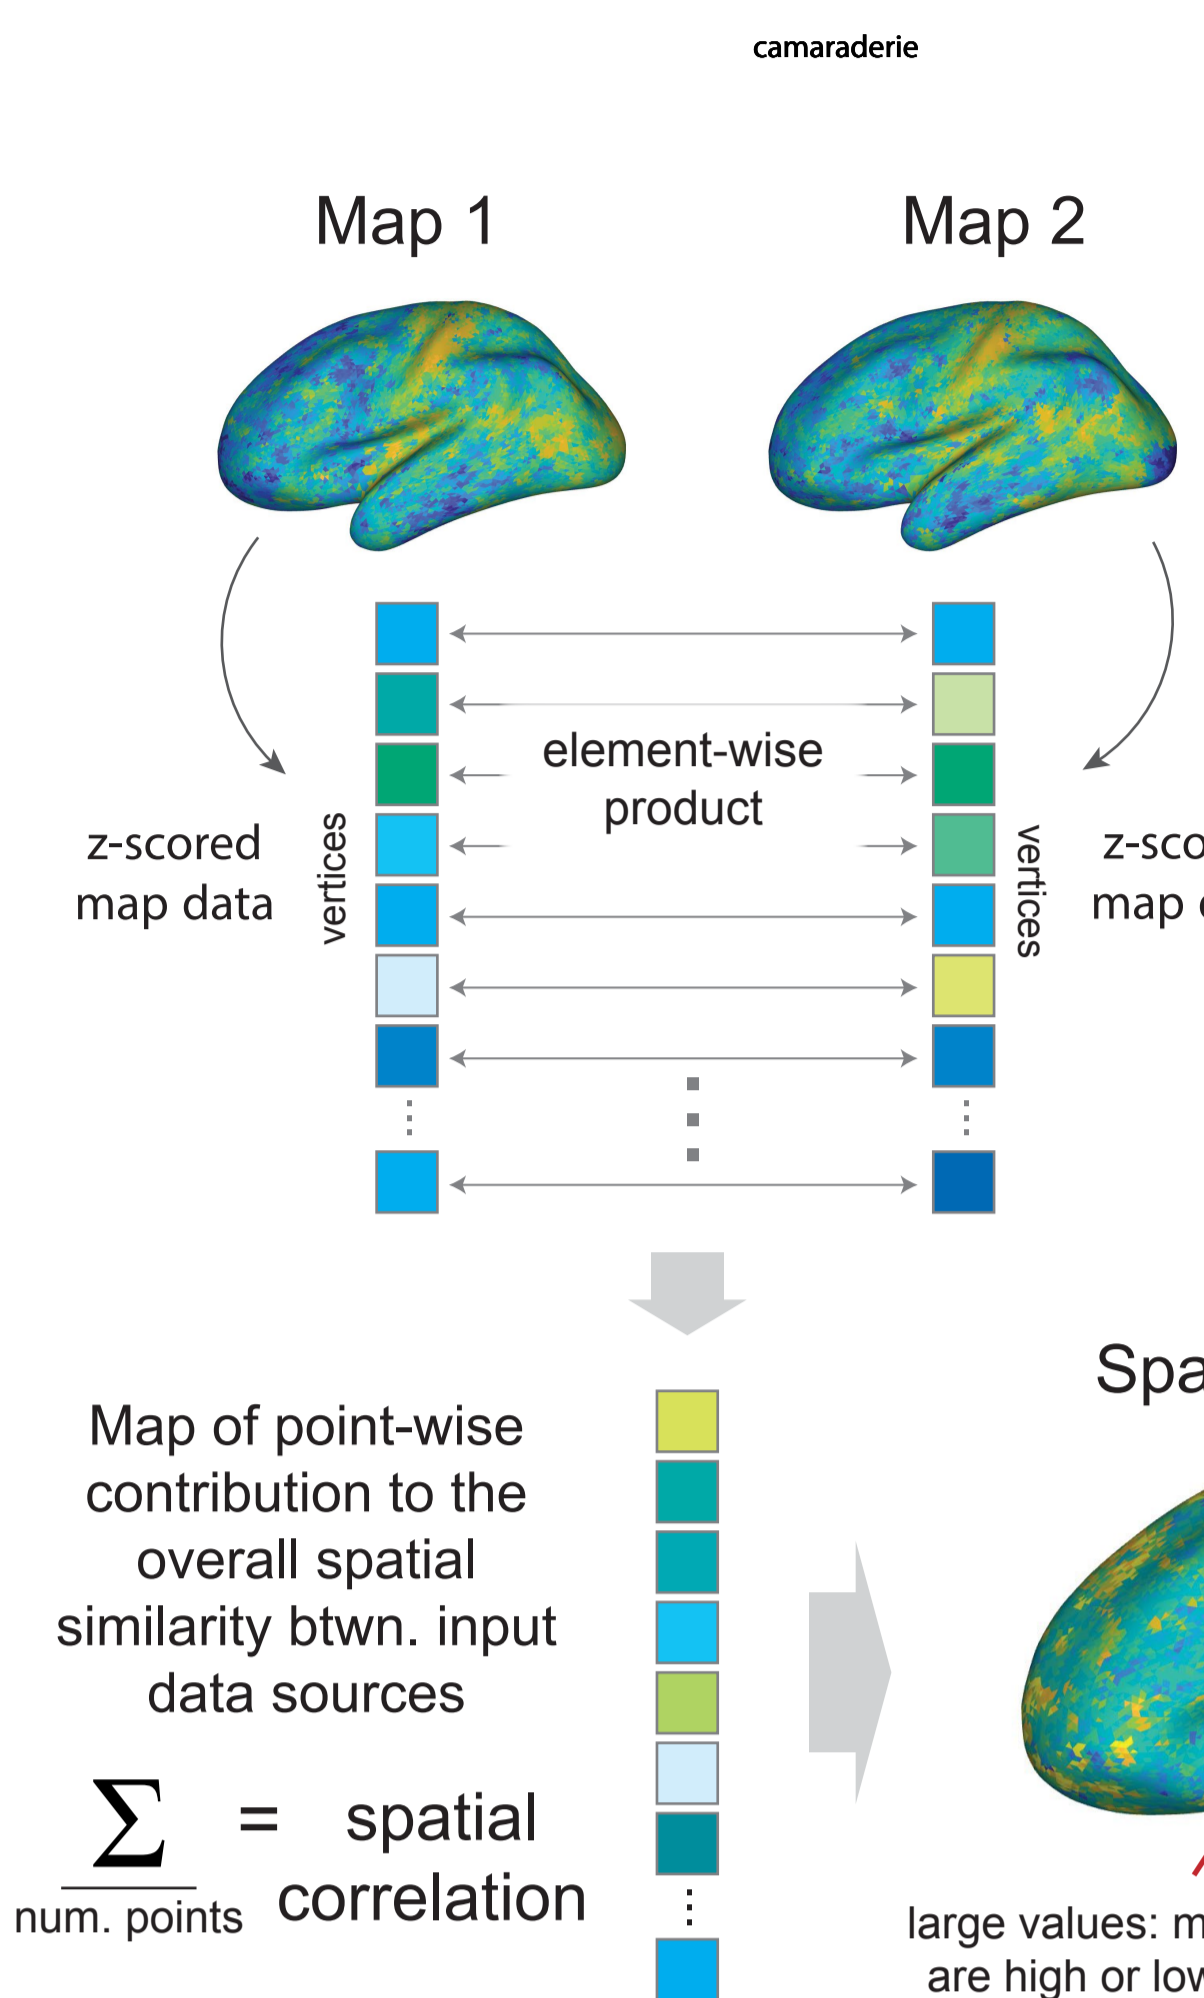 camaraderie
Map 1
Map 2
element-wise
product
z-scored
map data
vertices
vertices
map
Map of point-wise
contribution to the
overall spatial
similarity btwn. input
data sources
Σ = spatial
num. points correlation
large values:
are high or